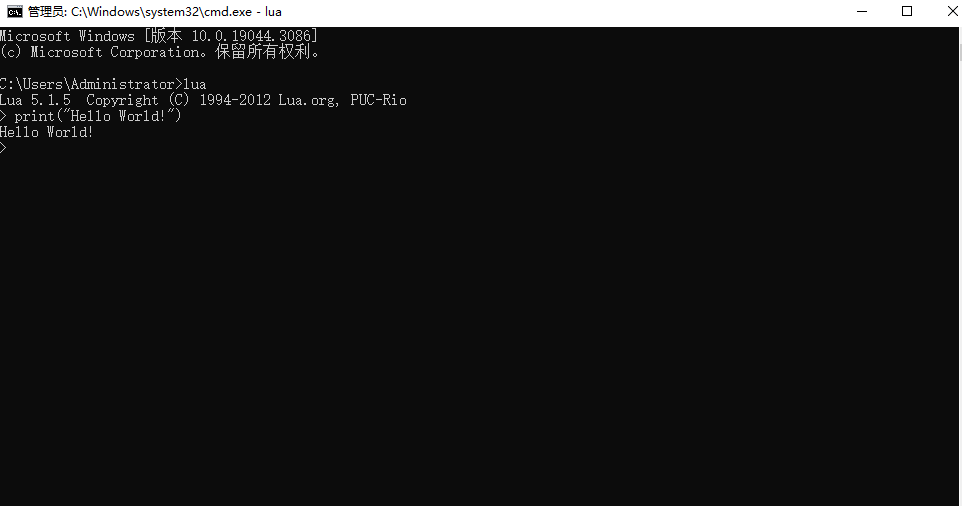 管理员: C:\Windows\system32\cmd.exe - lua
Microsoft Windows [版本 10.0.19044.3086]
(c) Microsoft Corporation。保留所有权利。
C:\Users\Administrator>lua
Lua 5.1.5  Copyright (C) 1994-2012 Lua.org, PUC-Rio
> print("Hello World!")
Hello World!
>